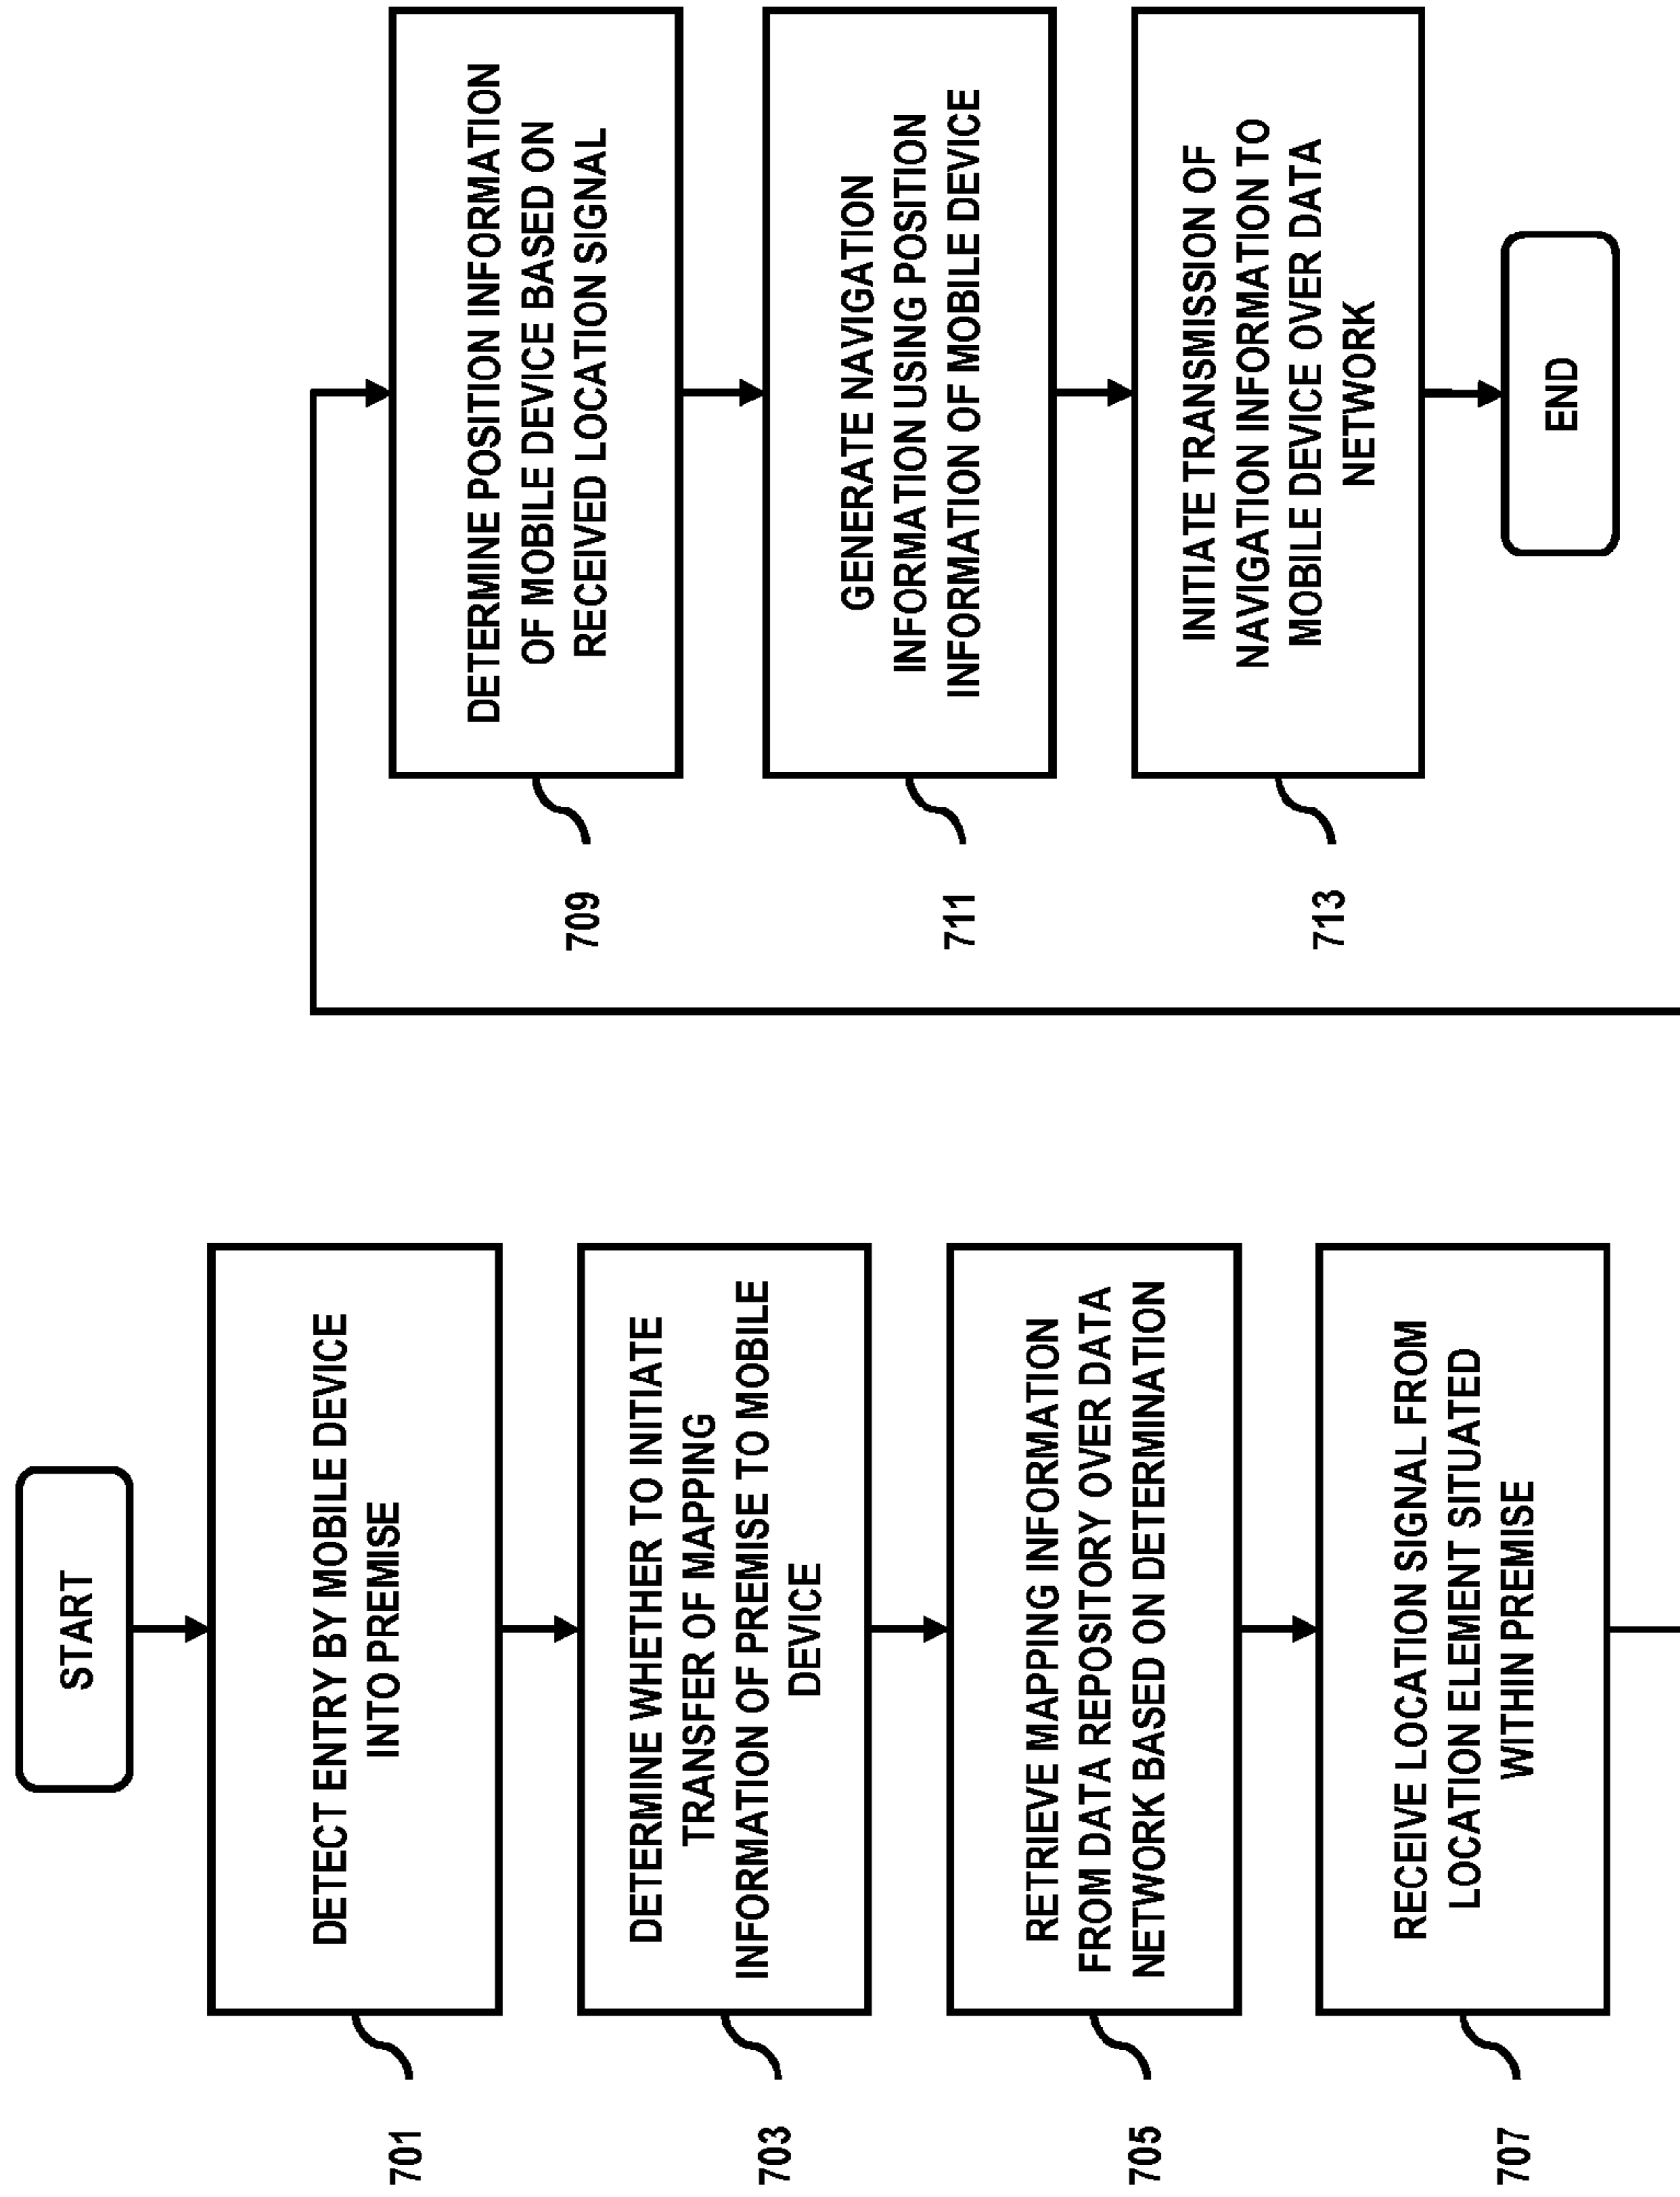 START
DETECT ENTRY BY MOBILE DEVICE
INTO PREMISE
701
DETERMINE WHETHER TO INITIATE
TRANSFER OF MAPPING
INFORMATION OF PREMISE TO MOBILE
DEVICE
703
RETRIEVE MAPPING INFORMATION
FROM DATA REPOSITORY OVER DATA
NETWORK BASED ON DETERMINATION
705
RECEIVE LOCATION SIGNAL FROM
LOCATION ELEMENT SITUATED
WITHIN PREMISE
707
DETERMINE POSITION INFORMATION
OF MOBILE DEVICE BASED ON
RECEIVED LOCATION SIGNAL
709
GENERATE NAVIGATION
INFORMATION USING POSITION
INFORMATION OF MOBILE DEVICE
711
INITIATE TRANSMISSION OF
NAVIGATION INFORMATION TO
MOBILE DEVICE OVER DATA
NETWORK
713
END